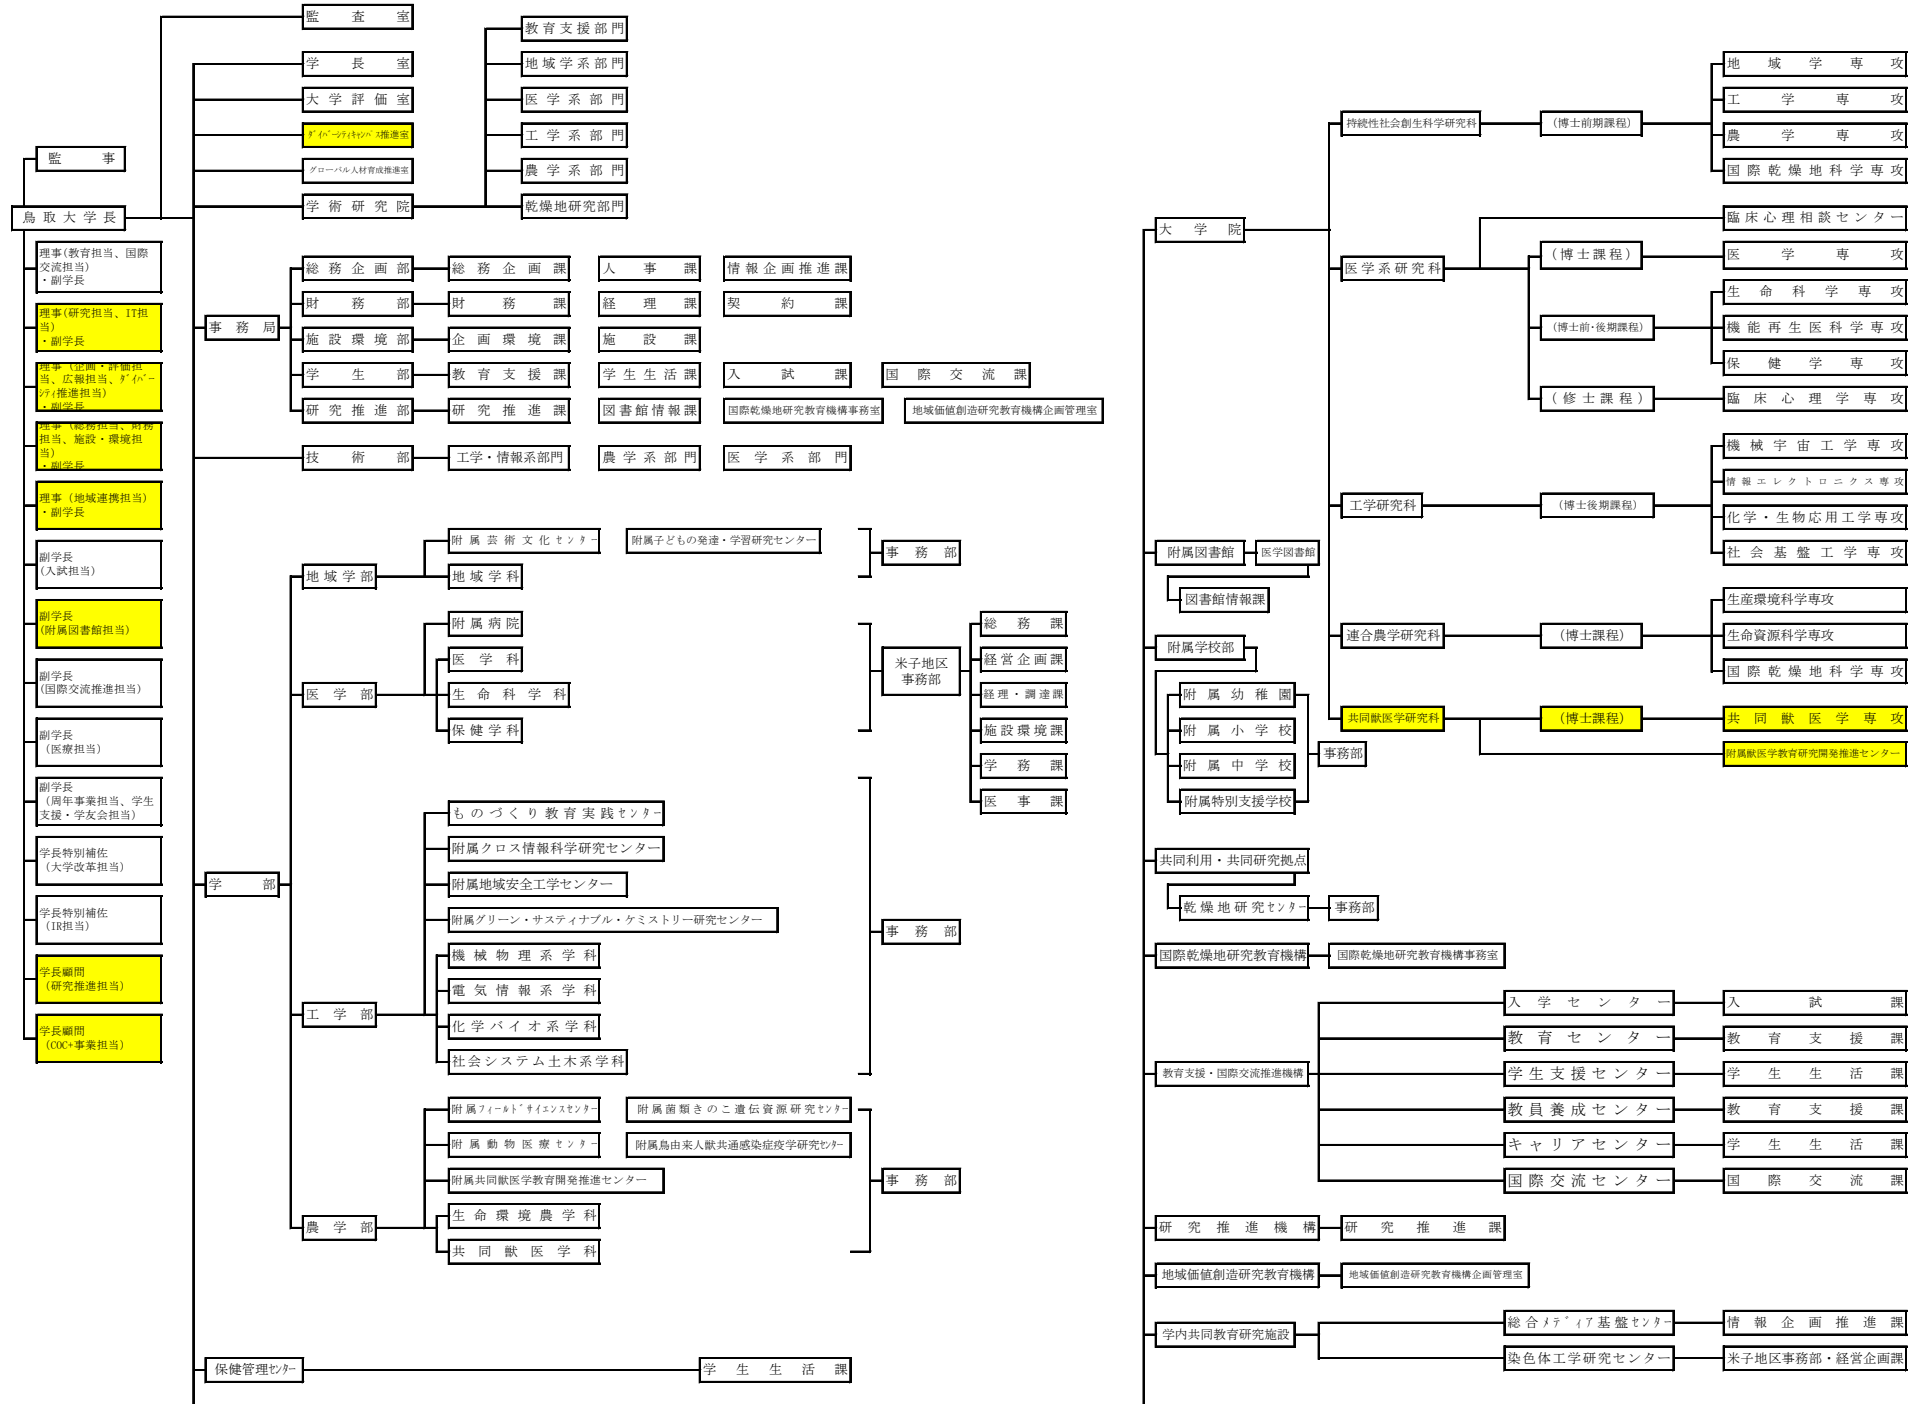 監査室
学長室
大学評価室
ﾀﾞｲﾊﾞｰｼﾃｨｷｬﾝﾊﾟｽ推進室
グローバル人材育成推進室
学術研究院
教育支援部門
地域学系部門
医学系部門
工学系部門
農学系部門
乾燥地研究部門
監事
鳥取大学長
理事(教育担当、国際
交流担当)
・副学長
理事(研究担当、IT担
当)
・副学長
理事（企画・評価担
当、広報担当、ﾀﾞｲﾊﾞｰ
ｼﾃｨ推進担当）
・副学長
理事（総務担当、財務
担当、施設・環境担
当）
・副学長
理事（地域連携担当）
・副学長
副学長
（入試担当）
副学長
(附属図書館担当)
副学長
(国際交流推進担当)
副学長
（医療担当）
副学長
（周年事業担当、学生
支援・学友会担当）
学長特別補佐
（大学改革担当）
学長特別補佐
（IR担当）
学長顧問
（研究推進担当）
学長顧問
（COC+事業担当）
事務局
総務企画部 総務企画課 人事課 情報企画推進課
財務部 財務課 経理課 契約課
施設環境部 企画環境課 施設課
学生部 教育支援課 学生生活課 入試課 国際交流課
研究推進部 研究推進課 図書館情報課 国際乾燥地研究教育機構事務室 地域価値創造研究教育機構企画管理室
技術部 工学・情報系部門 農学系部門 医学系部門
学部
地域学部
附属芸術文化センター 附属子どもの発達・学習研究センター
地域学科
事務部
医学部
附属病院
医学科
生命科学科
保健学科
米子地区
事務部
総務課
経営企画課
経理・調達課
施設環境課
学務課
医事課
工学部
ものづくり教育実践センター
附属クロス情報科学研究センター
附属地域安全工学センター
附属グリーン・サスティナブル・ケミストリー研究センター
機械物理系学科
電気情報系学科
化学バイオ系学科
社会システム土木系学科
事務部
農学部
附属フィールドサイエンスセンター 附属菌類きのこ遺伝資源研究センター
附属動物医療センター 附属鳥由来人獣共通感染症疫学研究ｾﾝﾀｰ
附属共同獣医学教育開発推進センター
生命環境農学科
共同獣医学科
事務部
保健管理ｾﾝﾀｰ 学生生活課
大学院
持続性社会創生科学研究科 (博士前期課程)
地域学専攻
工学専攻
農学専攻
国際乾燥地科学専攻
医学系研究科
臨床心理相談センター
(博士課程) 医学専攻
(博士前・後期課程)
生命科学専攻
機能再生医科学専攻
保健学専攻
(修士課程) 臨床心理学専攻
工学研究科 (博士後期課程)
機械宇宙工学専攻
情報エレクトロニクス専攻
化学・生物応用工学専攻
社会基盤工学専攻
連合農学研究科 (博士課程)
生産環境科学専攻
生命資源科学専攻
国際乾燥地科学専攻
共同獣医学研究科 (博士課程) 共同獣医学専攻
附属獣医学教育研究開発推進センター
附属図書館 医学図書館
図書館情報課
附属学校部
附属幼稚園
附属小学校
附属中学校
附属特別支援学校
事務部
共同利用・共同研究拠点
乾燥地研究センター 事務部
国際乾燥地研究教育機構 国際乾燥地研究教育機構事務室
教育支援・国際交流推進機構
入学センター 入試課
教育センター 教育支援課
学生支援センター 学生生活課
教員養成センター 教育支援課
キャリアセンター 学生生活課
国際交流センター 国際交流課
研究推進機構 研究推進課
地域価値創造研究教育機構 地域価値創造研究教育機構企画管理室
学内共同教育研究施設
総合メディア基盤センター 情報企画推進課
染色体工学研究センター 米子地区事務部・経営企画課